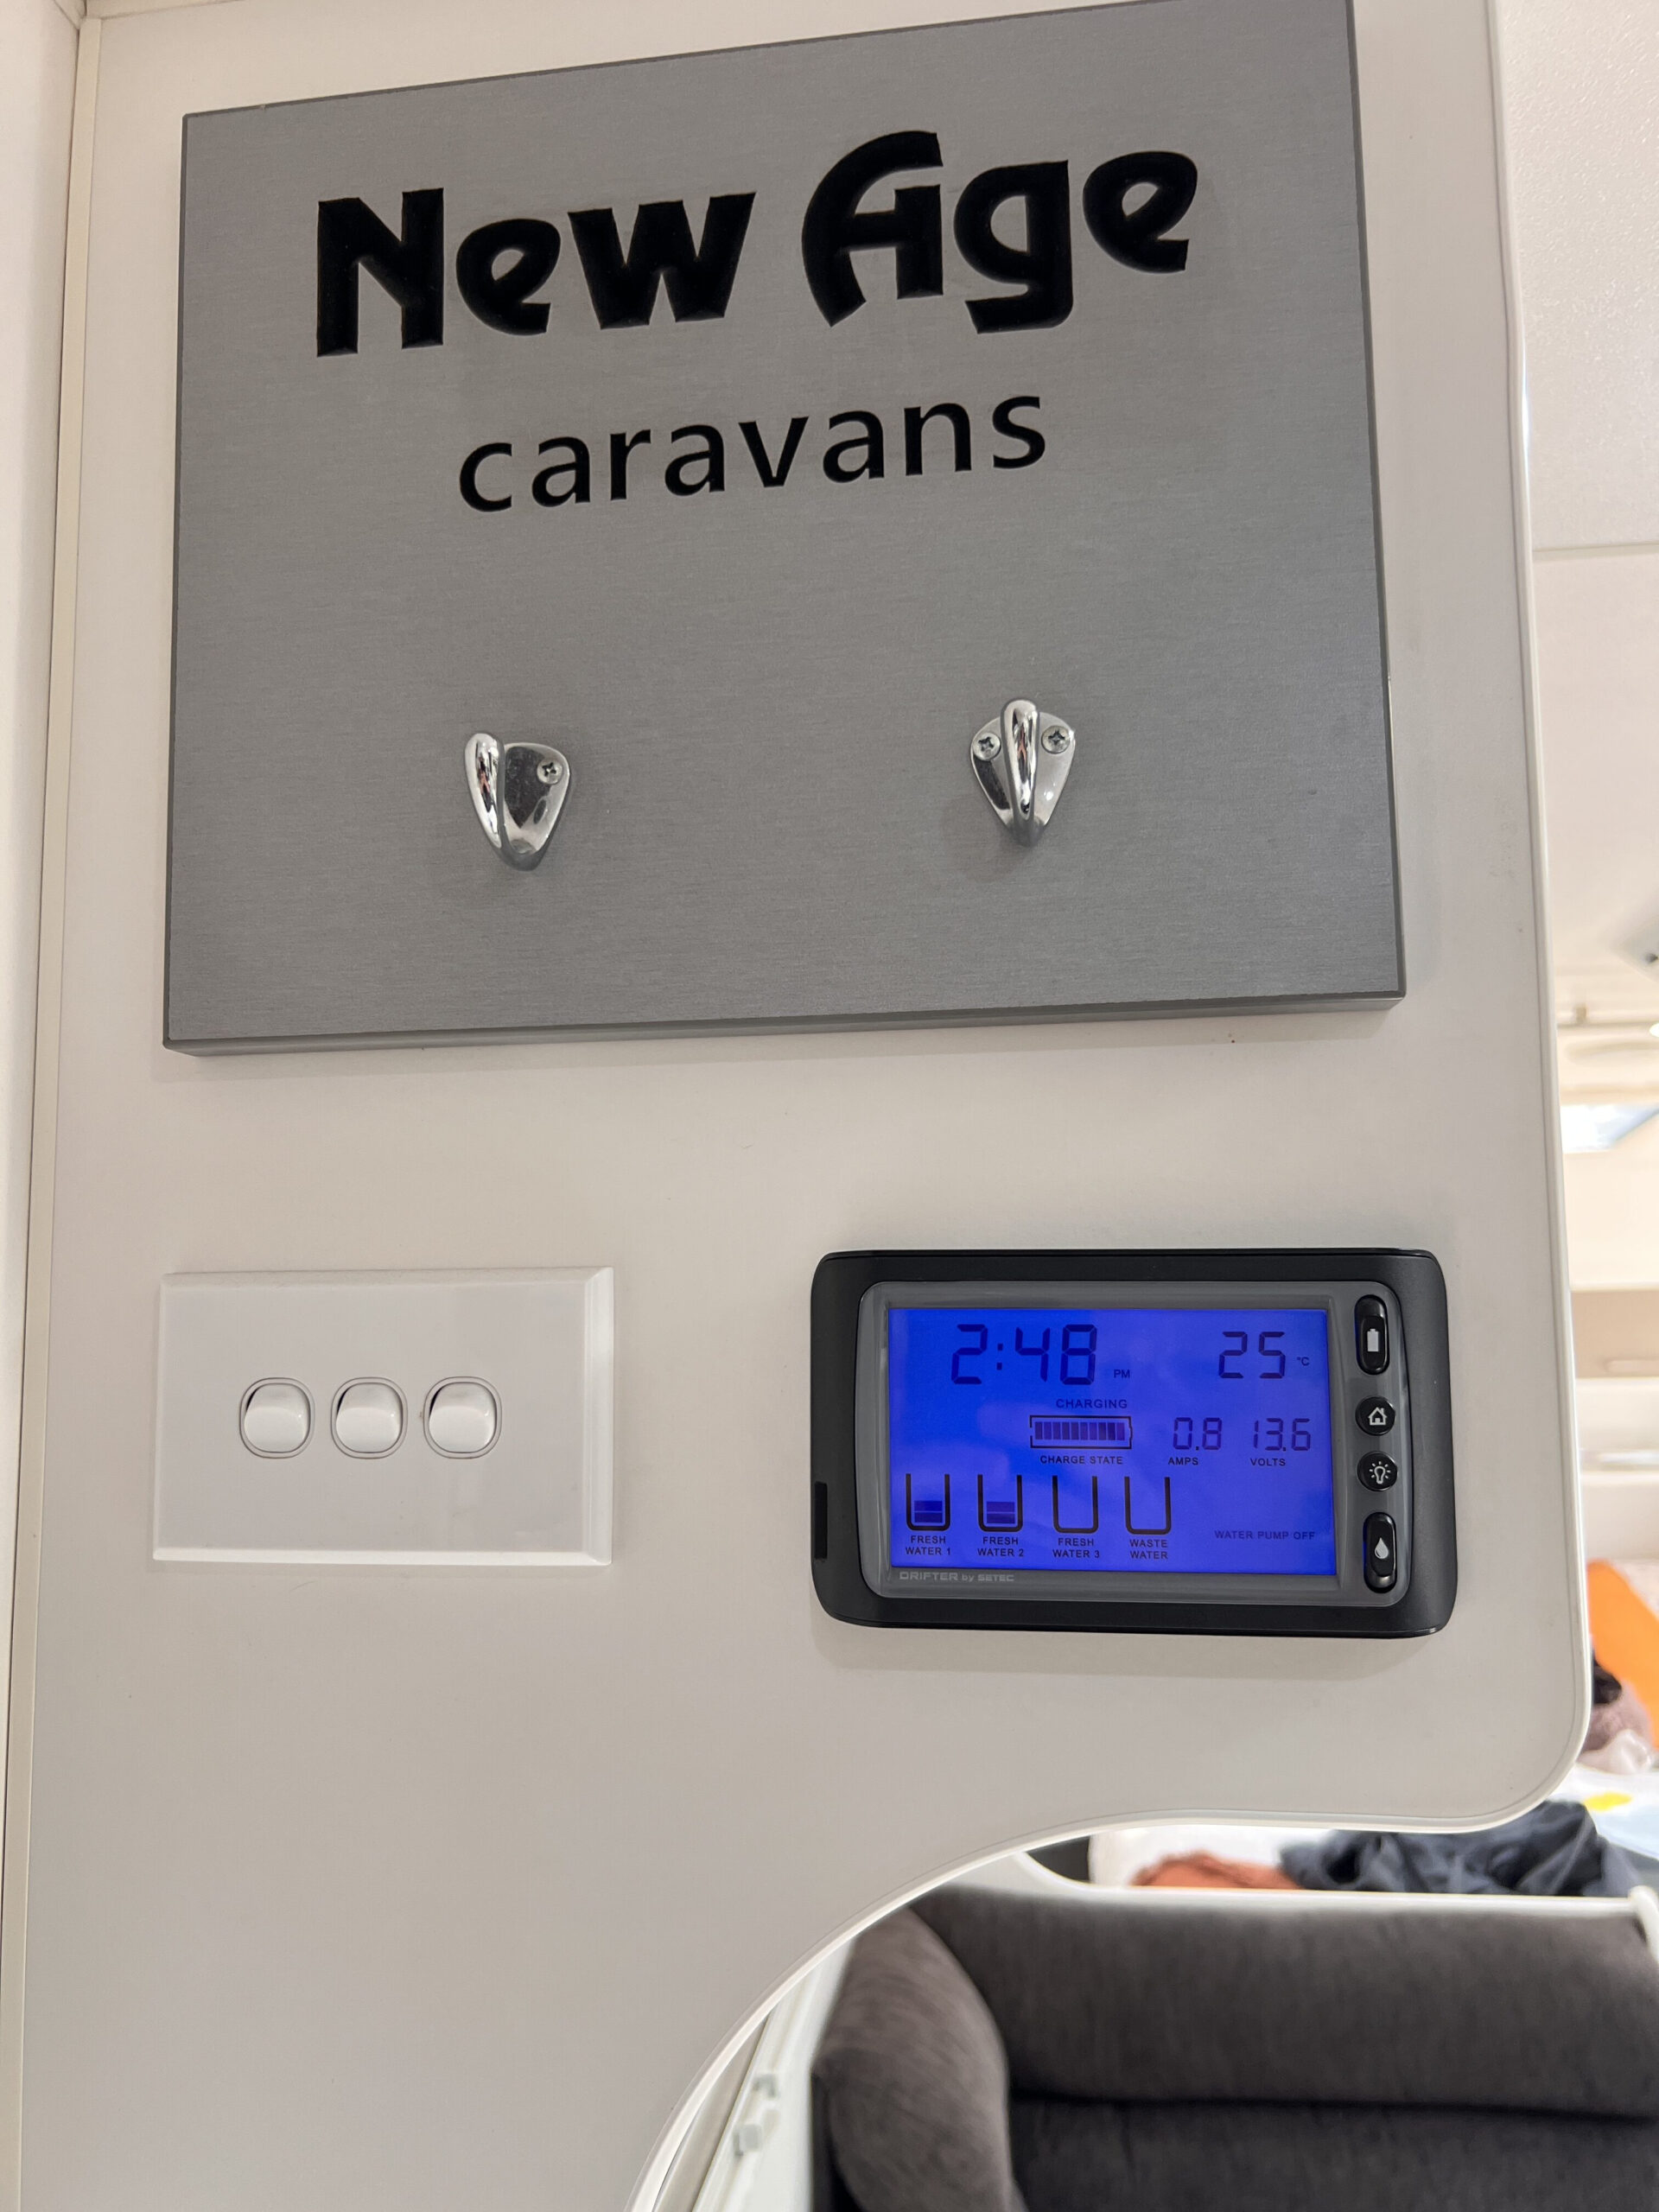 New Age
caravans
2:48 PM 25 °C
CHARGING
0.8 13.6
CHARGE STATE AMPS VOLTS
WATER PUMP OFF
FRESH WATER 1
FRESH WATER 2
FRESH WATER 3
WASTE WATER
DRIFTER by SETEC